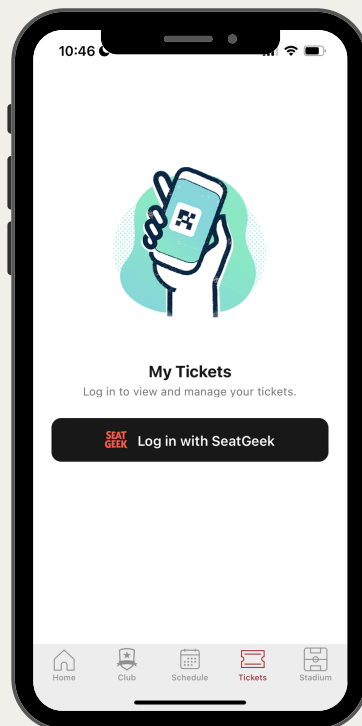 10:46
My Tickets
Log in to view and manage your tickets.
SEAT
GEEK
Log in with SeatGeek
Home
Club
Schedule
Tickets
Stadium